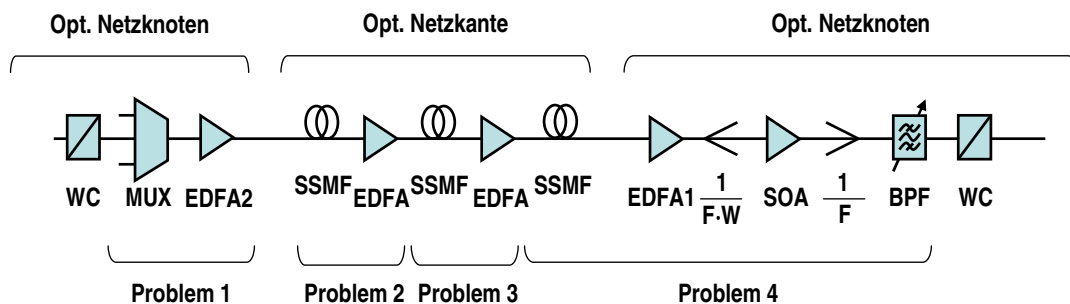 Opt. Netzknoten Opt. Netzkante Opt. Netzknoten
WC MUX EDFA2 SSMF EDFA SSMF EDFA SSMF EDFA1 1/F·W SOA 1/F BPF WC
Problem 1 Problem 2 Problem 3 Problem 4